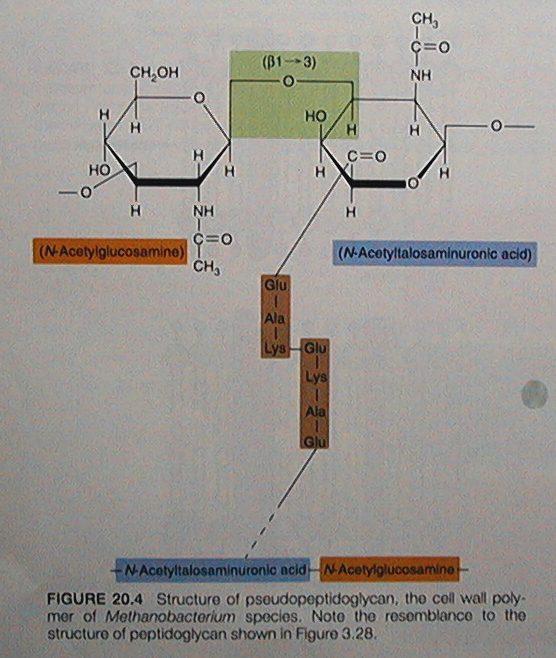 CH3
C=O
NH
(β1→3)
O
CH2OH
O
HO
H
H
H
O
H
H
HO
H
H
H
C=O
H
O
O
H
H
NH
C=O
CH3
(N-Acetylglucosamine)
(N-Acetyltalosaminuronic acid)
Glu
Ala
Lys
Glu
Lys
Ala
Glu
N-Acetyltalosaminuronic acid
N-Acetylglucosamine
FIGURE 20.4 Structure of pseudopeptidoglycan, the cell wall poly-
mer of Methanobacterium species. Note the resemblance to the
structure of peptidoglycan shown in Figure 3.28.